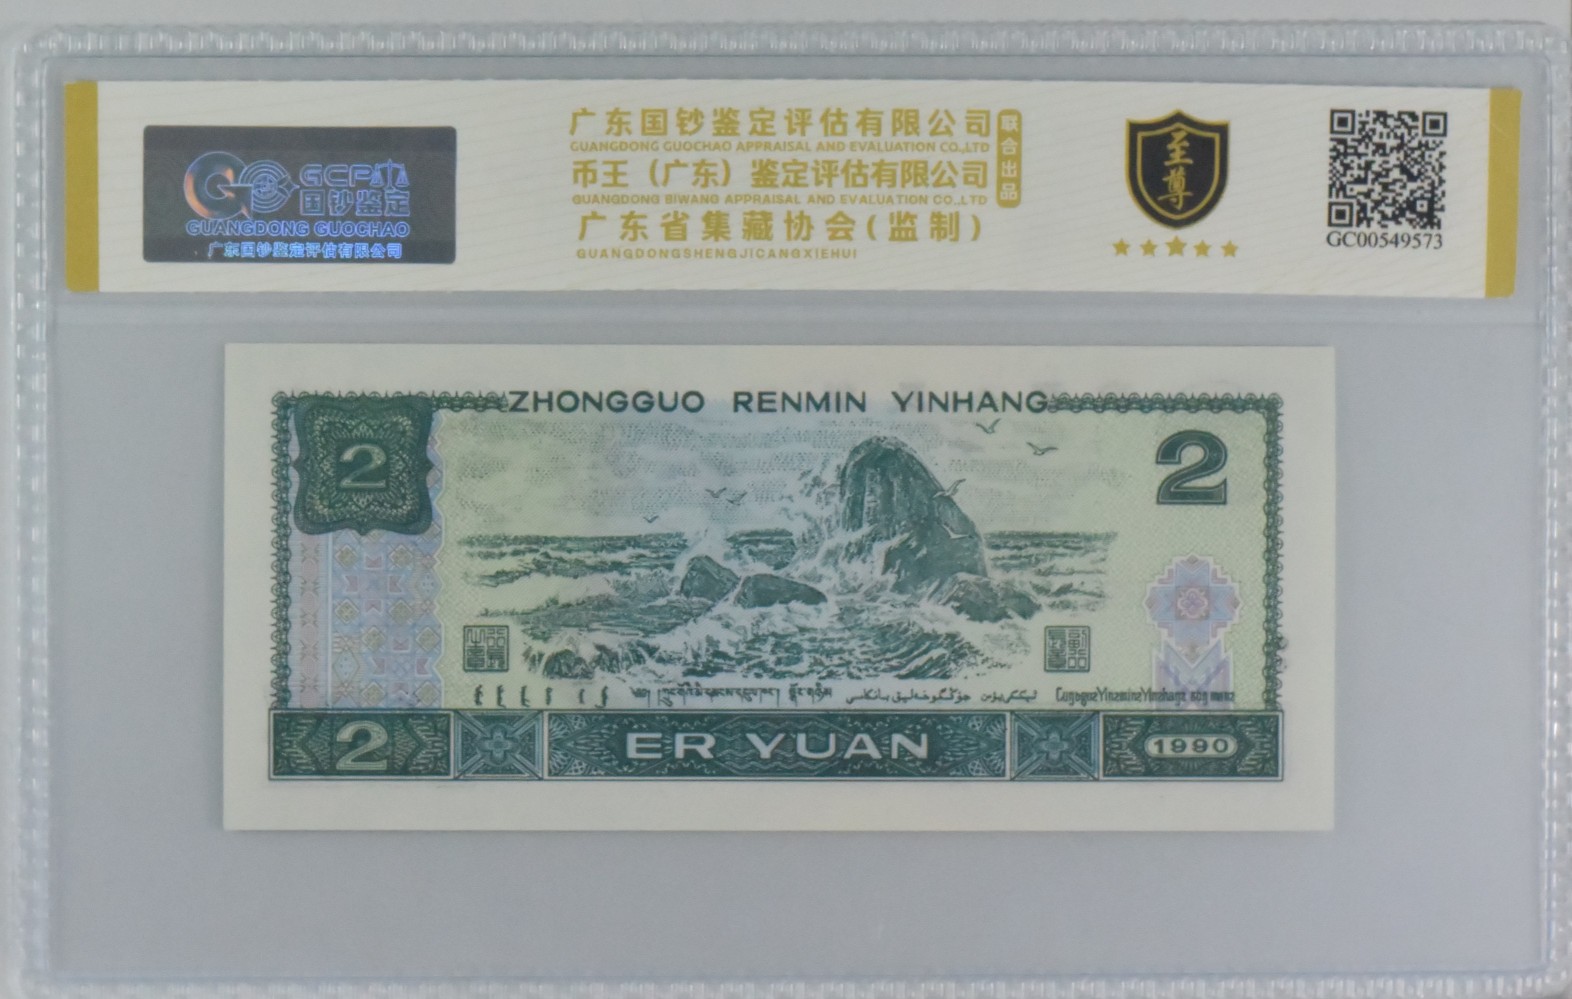 GCP
国钞鉴定
GUANGDONG GUOCHAO
广东国钞鉴定评估有限公司
广东国钞鉴定评估有限公司
GUANGDONG GUOCHAO APPRAISAL AND EVALUATION CO.,LTD
币王（广东）鉴定评估有限公司
GUANGDONG BIWANG APPRAISAL AND EVALUATION CO.,LTD
联合出品
广东省集藏协会(监制)
GUANGDONGSHENGJICANGXIEHUI
至尊
GC00549573
ZHONGGUO RENMIN YINHANG
2
2
2
ER YUAN
1990